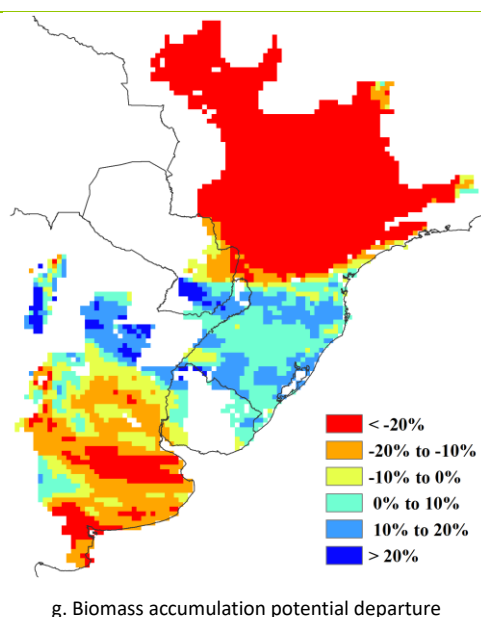 < -20%
-20% to -10%
-10% to 0%
0% to 10%
10% to 20%
> 20%
g. Biomass accumulation potential departure